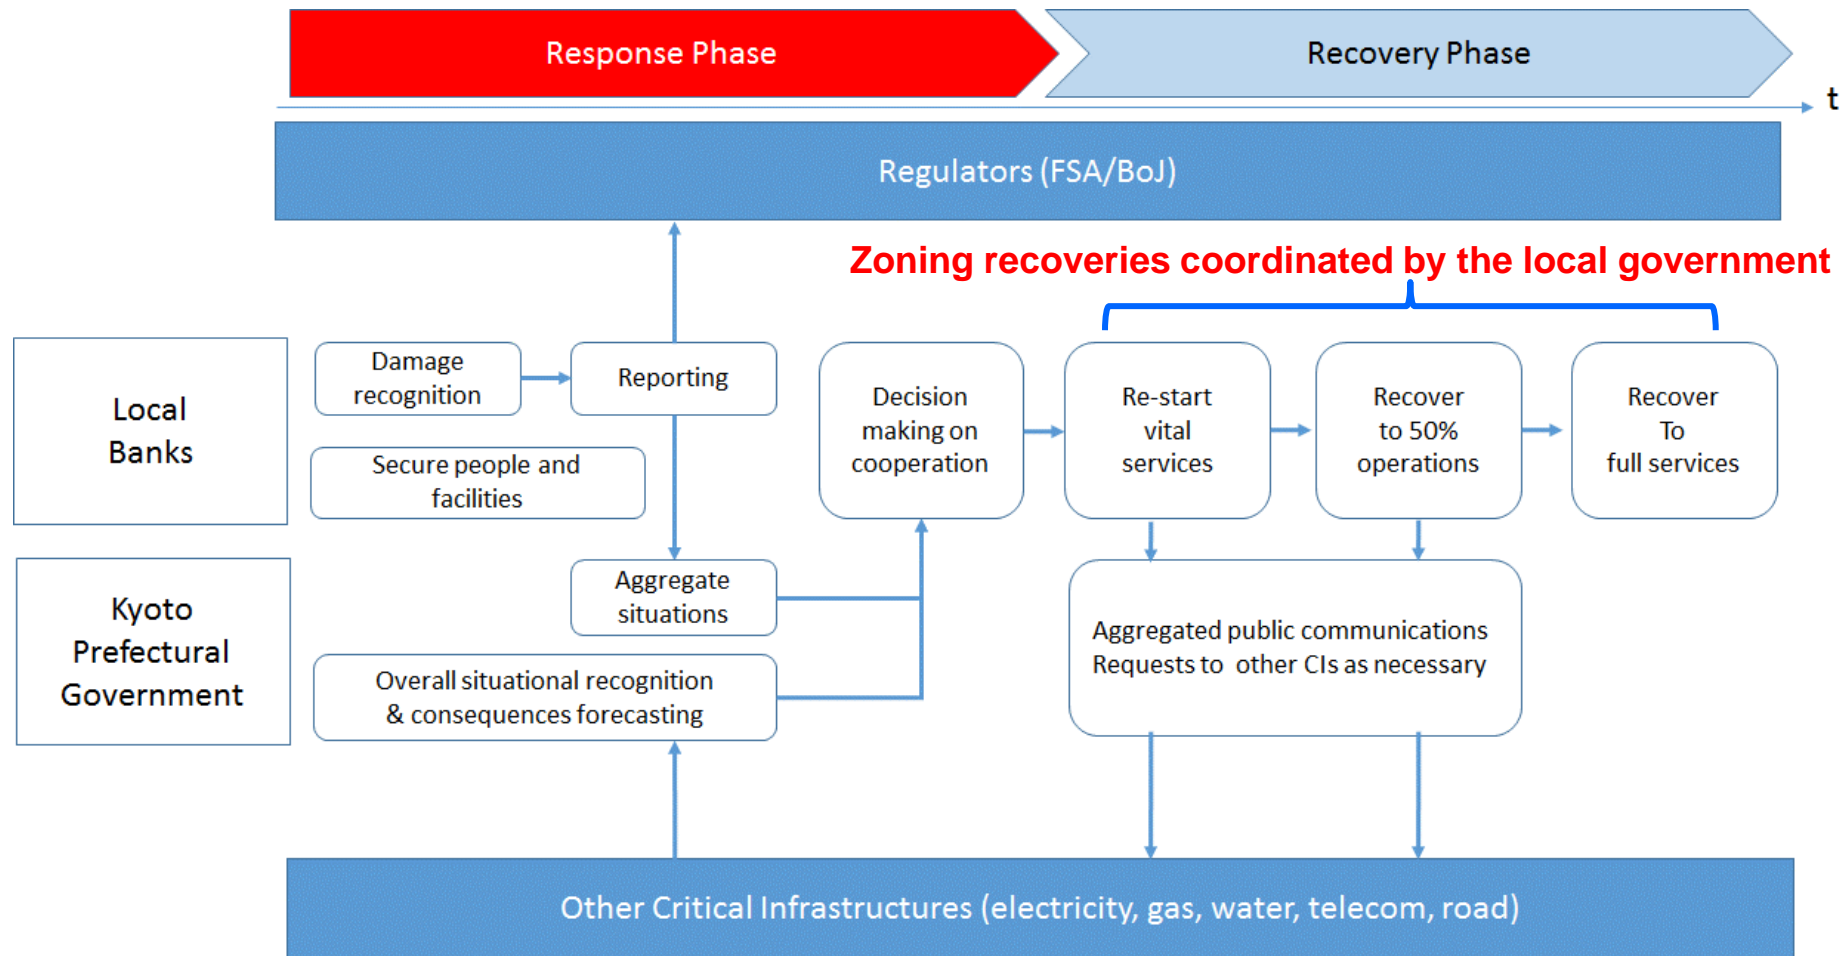 Response Phase
Recovery Phase
t
Regulators (FSA/BoJ)
Zoning recoveries coordinated by the local government
Local
Banks
Damage
recognition
Reporting
Secure people and
facilities
Decision
making on
cooperation
Re-start
vital
services
Recover
to 50%
operations
Recover
To
full services
Kyoto
Prefectural
Government
Aggregate
situations
Overall situational recognition
& consequences forecasting
Aggregated public communications
Requests to other CIs as necessary
Other Critical Infrastructures (electricity, gas, water, telecom, road)